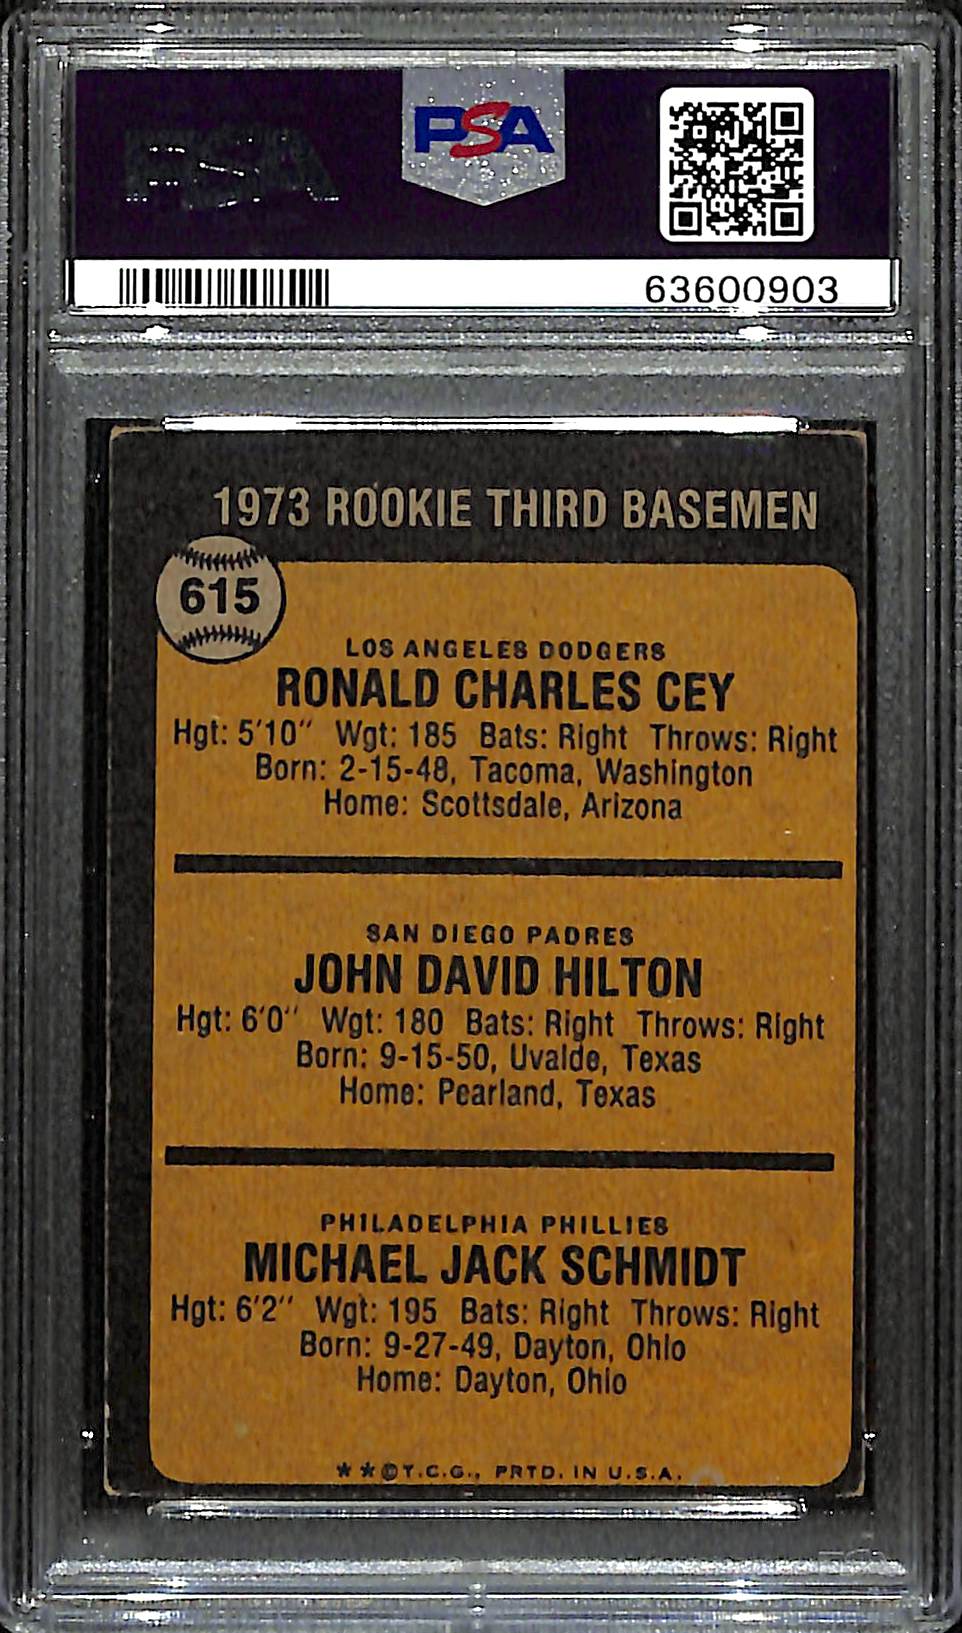 PSA
PSA
63600903
1973 ROOKIE THIRD BASEMEN
615
LOS ANGELES DODGERS
RONALD CHARLES CEY
Hgt: 5'10" Wgt: 185 Bats: Right Throws: Right
Born: 2-15-48, Tacoma, Washington
Home: Scottsdale, Arizona
SAN DIEGO PADRES
JOHN DAVID HILTON
Hgt: 6'0" Wgt: 180 Bats: Right Throws: Right
Born: 9-15-50, Uvalde, Texas
Home: Pearland, Texas
PHILADELPHIA PHILLIES
MICHAEL JACK SCHMIDT
Hgt: 6'2" Wgt: 195 Bats: Right Throws: Right
Born: 9-27-49, Dayton, Ohio
Home: Dayton, Ohio
**©T.C.G., PRTD. IN U.S.A.